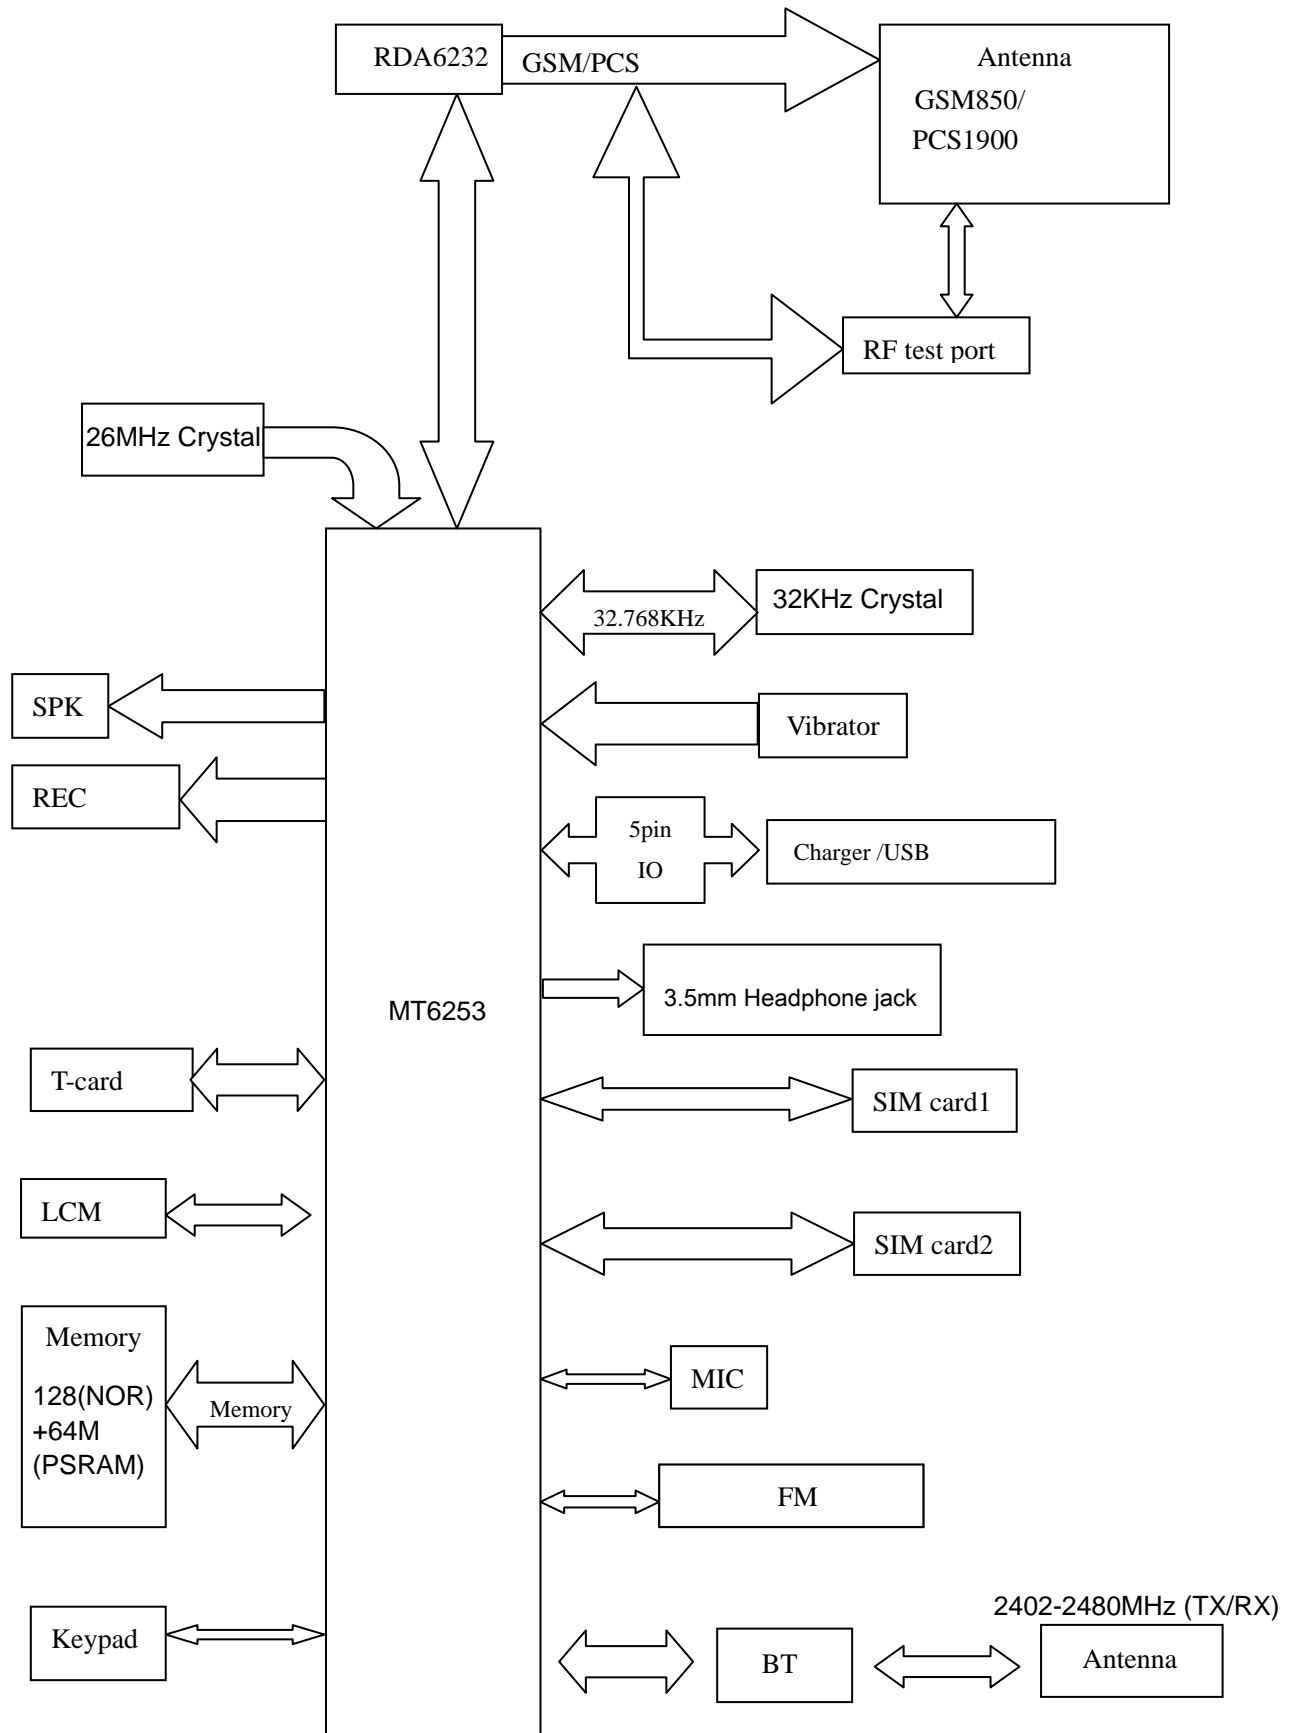 RDA6232
GSM/PCS
Antenna
GSM850/
PCS1900
RF test port
26MHz Crystal
32.768KHz
32KHz Crystal
SPK
Vibrator
REC
5pin
IO
Charger /USB
3.5mm Headphone jack
MT6253
T-card
SIM card1
LCM
SIM card2
Memory
128(NOR)
+64M
(PSRAM)
Memory
MIC
FM
2402-2480MHz (TX/RX)
Keypad
BT
Antenna